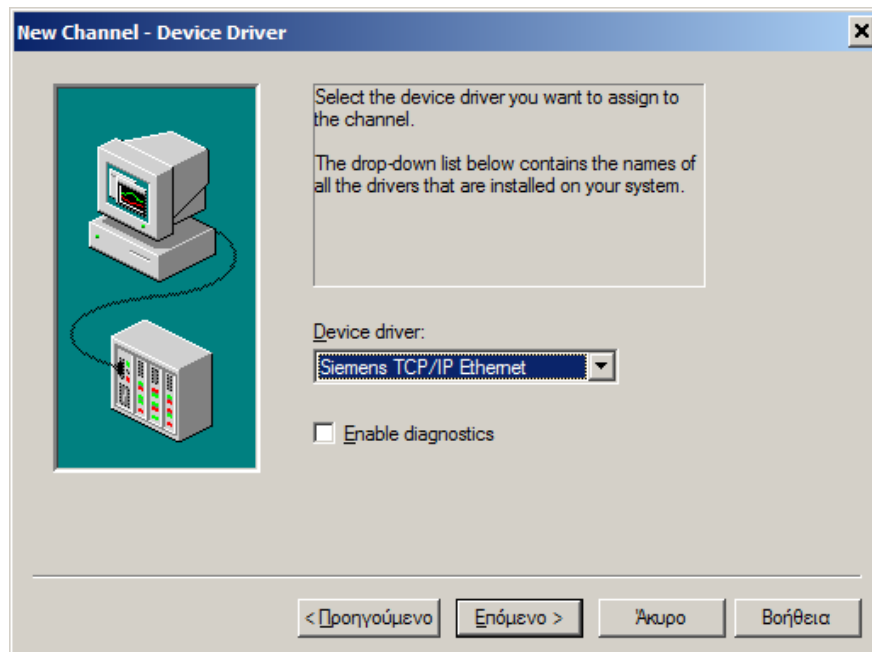 New Channel - Device Driver
Select the device driver you want to assign to
the channel.
The drop-down list below contains the names of
all the drivers that are installed on your system.
Device driver:
Siemens TCP/IP Ethernet
Enable diagnostics
< Προηγούμενο
Επόμενο >
Άκυρο
Βοήθεια